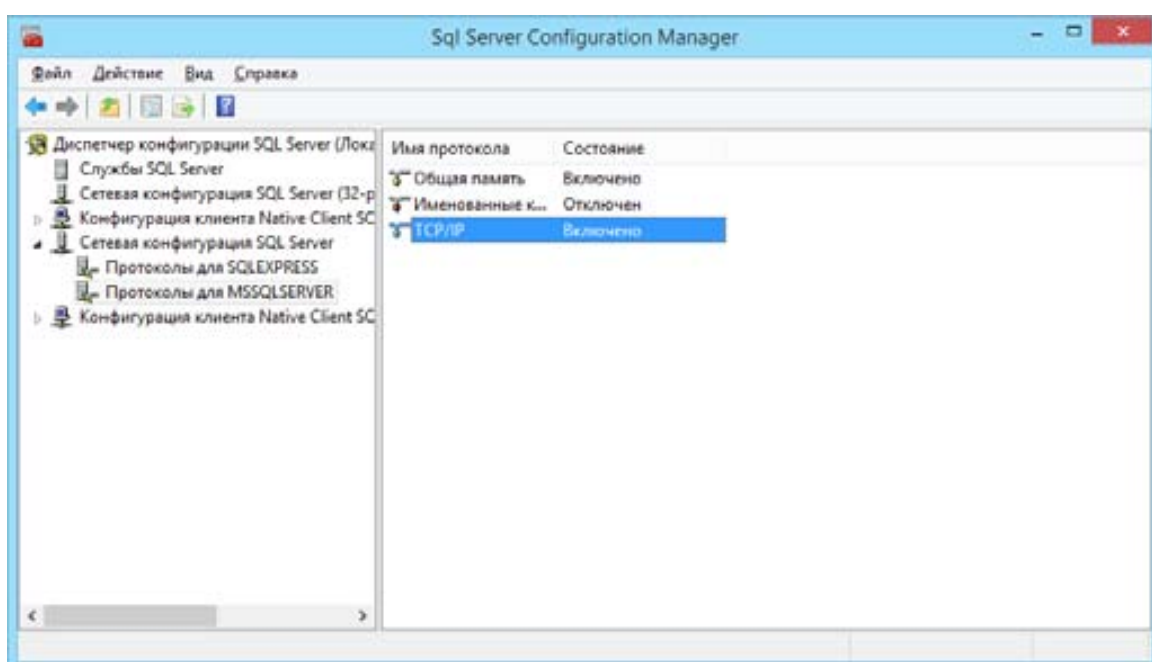 Sql Server Configuration Manager
Файл Действие Вид Справка
Диспетчер конфигурации SQL Server (Лока
Службы SQL Server
Сетевая конфигурация SQL Server (32-р
Конфигурация клиента Native Client SC
Сетевая конфигурация SQL Server
Протоколы для SQLEXPRESS
Протоколы для MSSQLSERVER
Конфигурация клиента Native Client SC
Имя протокола Состояние
Общая память Включено
Именованные к... Отключен
TCP/IP Включено